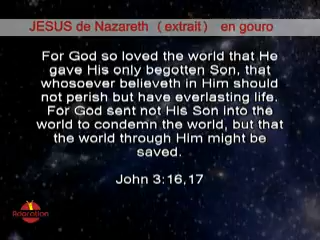 JESUS de Nazareth ( extrait ) en gouro
For God so loved the world that He
gave His only begotten Son, that
whosoever believeth in Him should
not perish but have everlasting life.
For God sent not His Son into the
world to condemn the world, but that
the world through Him might be
saved.
John 3:16,17
Adoration